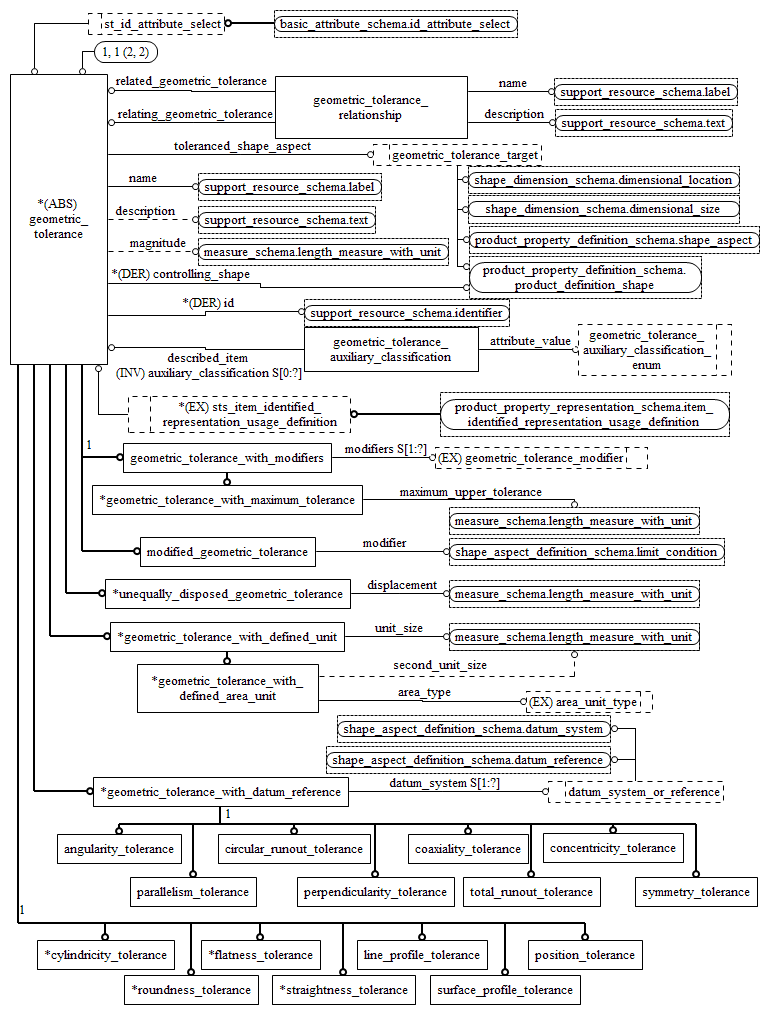 st_id_attribute_select
basic_attribute_schema.id_attribute_select
1, 1 (2, 2)
related_geometric_tolerance
relating_geometric_tolerance
geometric_tolerance_
relationship
name
support_resource_schema.label
description
support_resource_schema.text
toleranced_shape_aspect
geometric_tolerance_target
*(ABS)
geometric_
tolerance
name
support_resource_schema.label
shape_dimension_schema.dimensional_location
description
support_resource_schema.text
shape_dimension_schema.dimensional_size
magnitude
measure_schema.length_measure_with_unit
product_property_definition_schema.shape_aspect
*(DER) controlling_shape
product_property_definition_schema.
product_definition_shape
*(DER) id
support_resource_schema.identifier
described_item
(INV) auxiliary_classification S[0:?]
geometric_tolerance_
auxiliary_classification
attribute_value
geometric_tolerance_
auxiliary_classification_
enum
*(EX) sts_item_identified_
representation_usage_definition
product_property_representation_schema.item_
identified_representation_usage_definition
1
geometric_tolerance_with_modifiers
modifiers S[1:?]
(EX) geometric_tolerance_modifier
*geometric_tolerance_with_maximum_tolerance
maximum_upper_tolerance
measure_schema.length_measure_with_unit
modified_geometric_tolerance
modifier
shape_aspect_definition_schema.limit_condition
*unequally_disposed_geometric_tolerance
displacement
measure_schema.length_measure_with_unit
*geometric_tolerance_with_defined_unit
unit_size
measure_schema.length_measure_with_unit
*geometric_tolerance_with_
defined_area_unit
second_unit_size
area_type
(EX) area_unit_type
shape_aspect_definition_schema.datum_system
shape_aspect_definition_schema.datum_reference
*geometric_tolerance_with_datum_reference
datum_system S[1:?]
datum_system_or_reference
1
angularity_tolerance
circular_runout_tolerance
coaxiality_tolerance
concentricity_tolerance
parallelism_tolerance
perpendicularity_tolerance
total_runout_tolerance
symmetry_tolerance
1
*cylindricity_tolerance
*flatness_tolerance
line_profile_tolerance
position_tolerance
*roundness_tolerance
*straightness_tolerance
surface_profile_tolerance